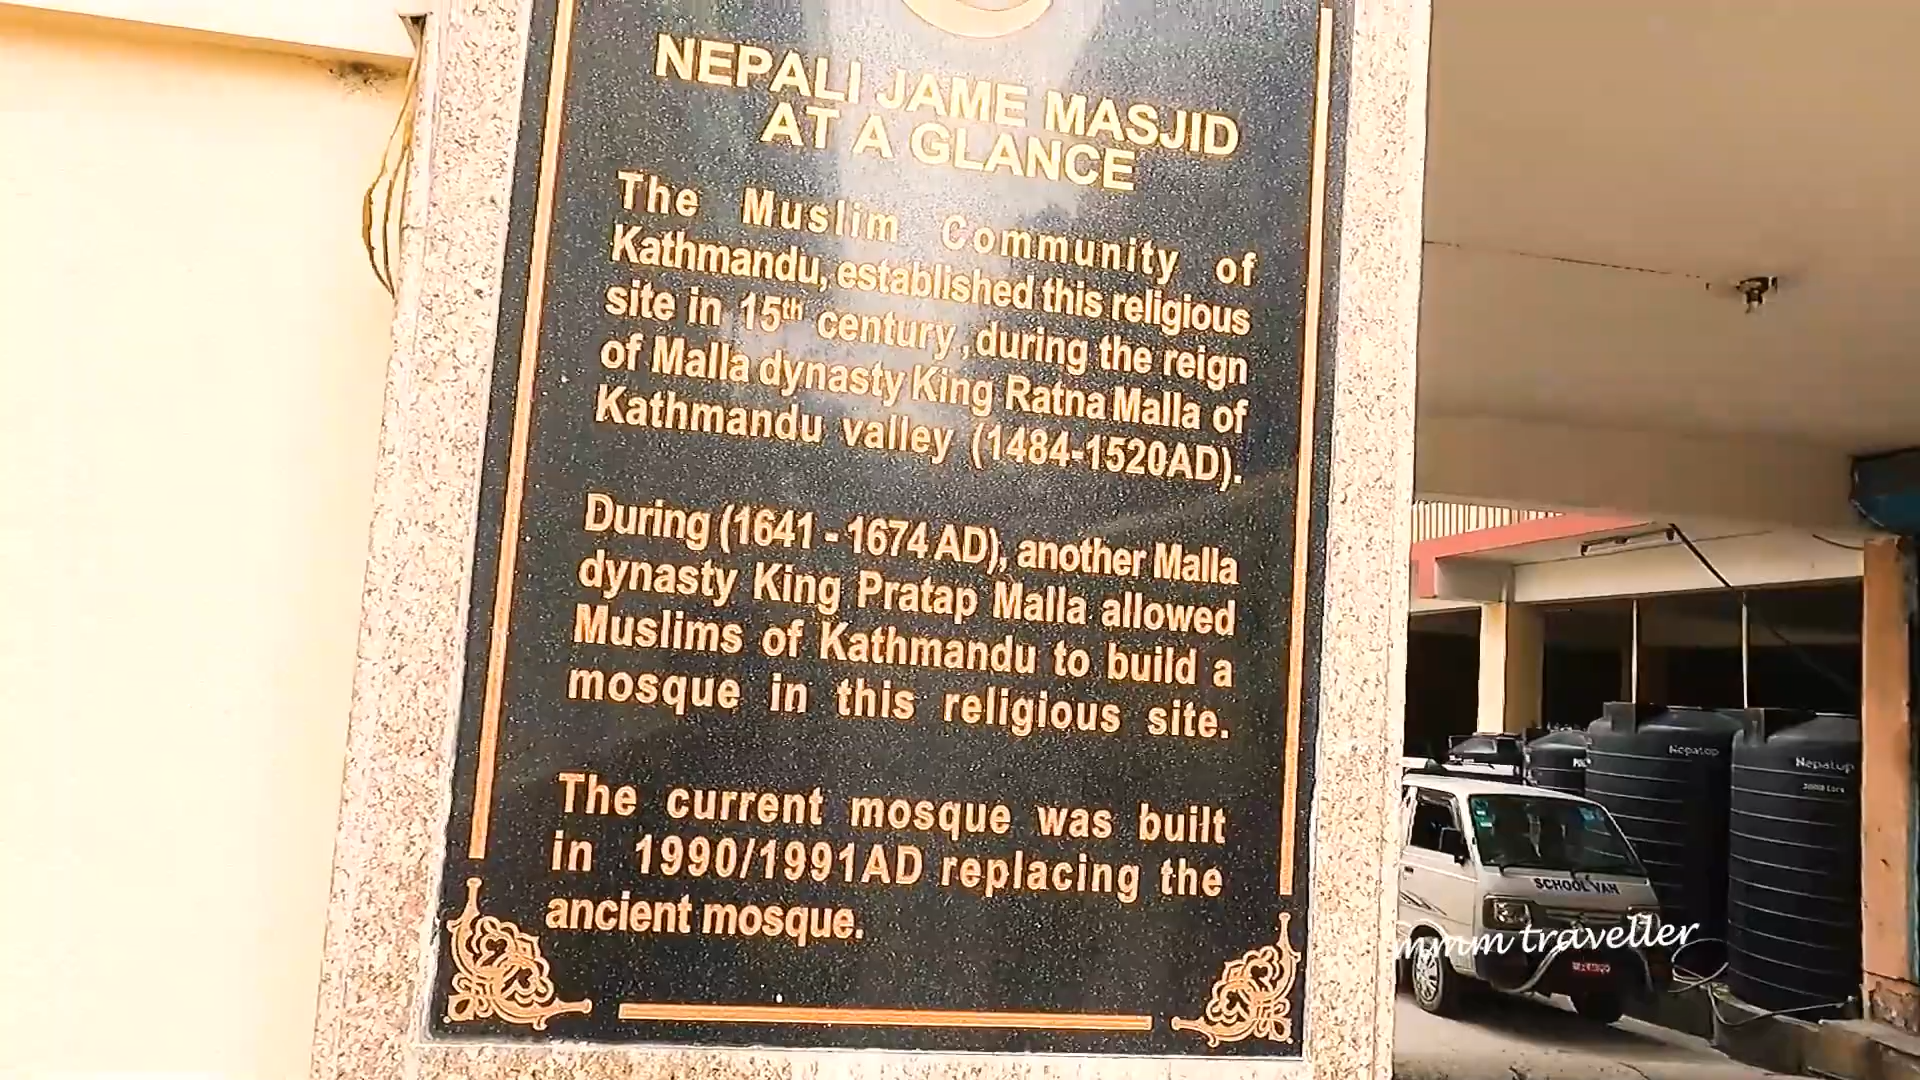 NEPALI JAME MASJID
AT A GLANCE
The Muslim Community of
Kathmandu, established this religious
site in 15th century, during the reign
of Malla dynasty King Ratna Malla of
Kathmandu valley (1484-1520AD).
During (1641 - 1674 AD), another Malla
dynasty King Pratap Malla allowed
Muslims of Kathmandu to build a
mosque in this religious site.
The current mosque was built
in 1990/1991AD replacing the
ancient mosque.
Nepatop
Nepatop
SCHOOL VAN
mmm traveller